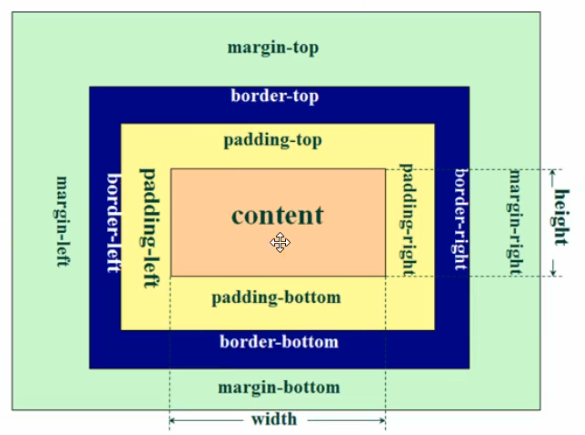 margin-top
border-top
padding-top
margin-left
border-left
padding-left
content
padding-right
border-right
margin-right
height
padding-bottom
border-bottom
margin-bottom
width